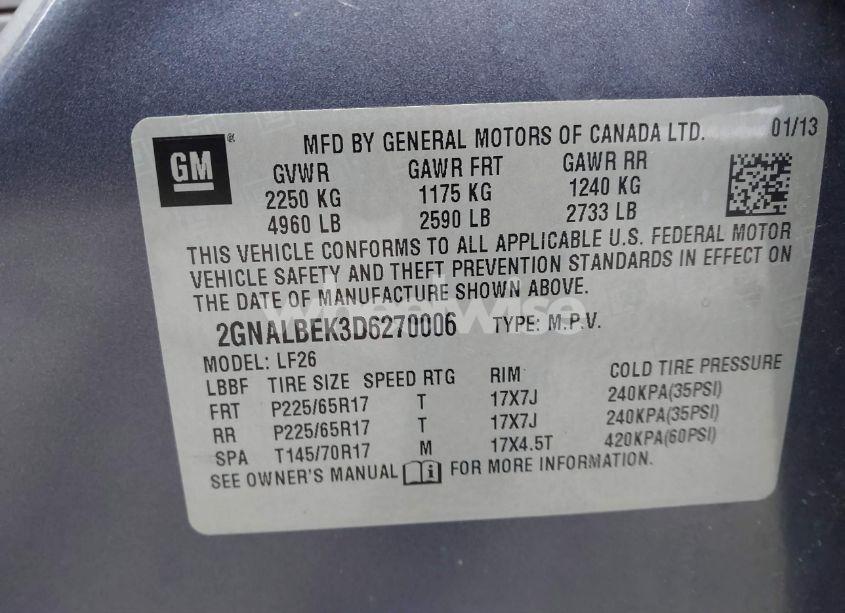 GM®
MFD BY GENERAL MOTORS OF CANADA LTD. 01/13
GVWR GAWR FRT GAWR RR
2250 KG 1175 KG 1240 KG
4960 LB 2590 LB 2733 LB
THIS VEHICLE CONFORMS TO ALL APPLICABLE U.S. FEDERAL MOTOR
VEHICLE SAFETY AND THEFT PREVENTION STANDARDS IN EFFECT ON
THE DATE OF MANUFACTURE SHOWN ABOVE.
2GNALBEK3D6270006 TYPE: M.P.V.
MODEL: LF26
LBBF TIRE SIZE SPEED RTG RIM COLD TIRE PRESSURE
FRT P225/65R17 T 17X7J 240KPA(35PSI)
RR P225/65R17 T 17X7J 240KPA(35PSI)
SPA T145/70R17 M 17X4.5T 420KPA(60PSI)
SEE OWNER'S MANUAL i FOR MORE INFORMATION.
wheelwise